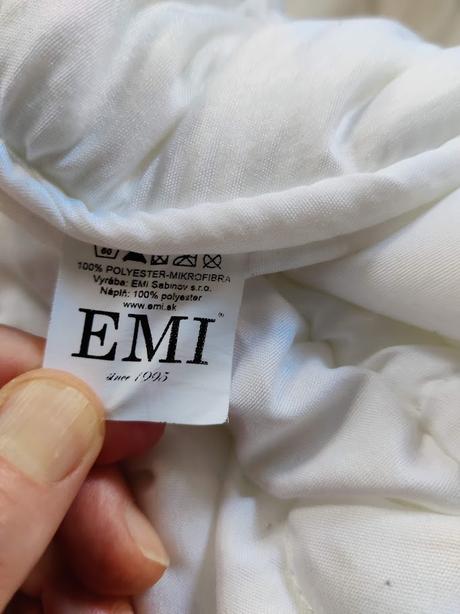 60
100% POLYESTER-MIKROFIBRA
Vyrába: EMI Sabinov s.r.o.
Náplň: 100% polyester
www.emi.sk
EMI
since 1995